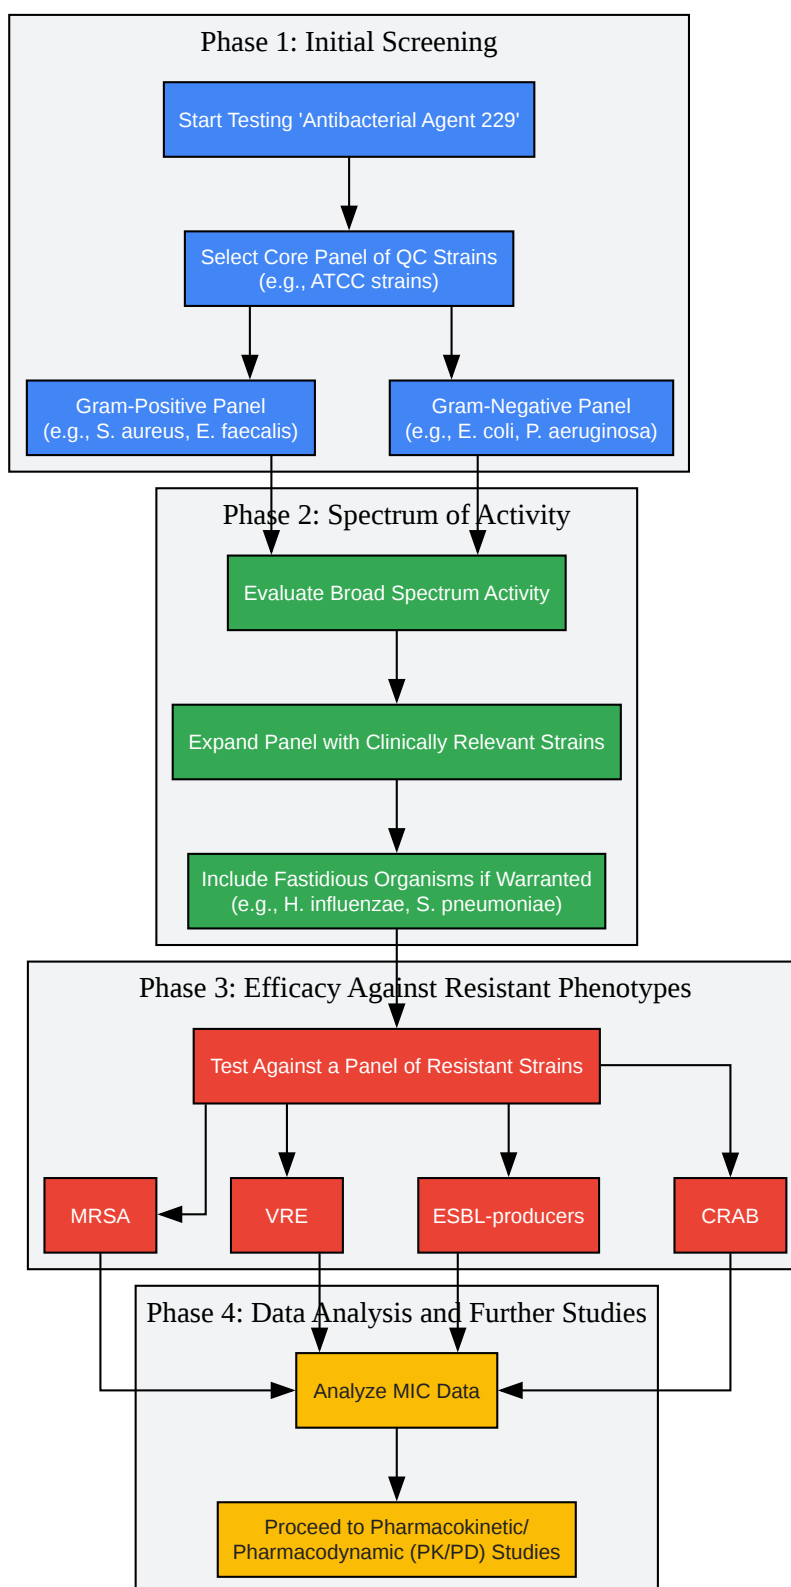 Phase 1: Initial Screening
Start Testing 'Antibacterial Agent 229'
Select Core Panel of QC Strains
(e.g., ATCC strains)
Gram-Positive Panel
(e.g., S. aureus, E. faecalis)
Gram-Negative Panel
(e.g., E. coli, P. aeruginosa)
Phase 2: Spectrum of Activity
Evaluate Broad Spectrum Activity
Expand Panel with Clinically Relevant Strains
Include Fastidious Organisms if Warranted
(e.g., H. influenzae, S. pneumoniae)
Phase 3: Efficacy Against Resistant Phenotypes
Test Against a Panel of Resistant Strains
MRSA
VRE
ESBL-producers
CRAB
Phase 4: Data Analysis and Further Studies
Analyze MIC Data
Proceed to Pharmacokinetic/
Pharmacodynamic (PK/PD) Studies